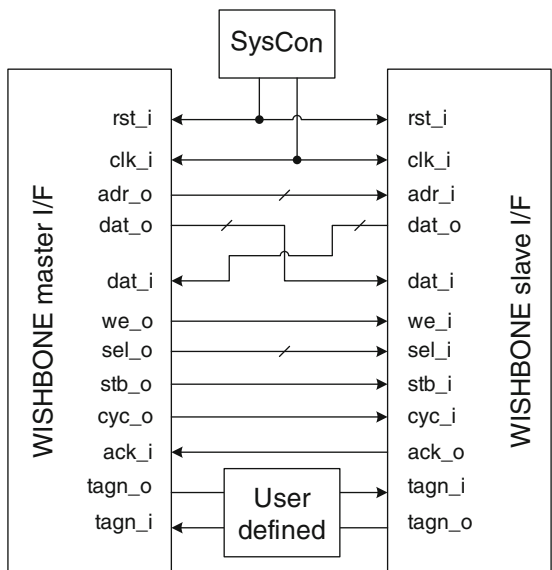 SysCon
WISHBONE master I/F
rst_i
clk_i
adr_o
dat_o
dat_i
we_o
sel_o
stb_o
cyc_o
ack_i
tagn_o
tagn_i
User
defined
rst_i
clk_i
adr_i
dat_o
dat_i
we_i
sel_i
stb_i
cyc_i
ack_o
tagn_i
tagn_o
WISHBONE slave I/F